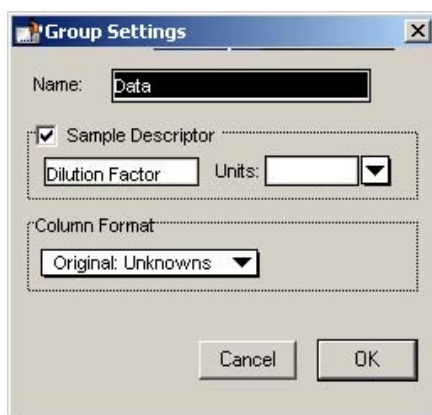 Group Settings
Name: Data
Sample Descriptor
Dilution Factor Units:
Column Format
Original: Unknowns
Cancel OK